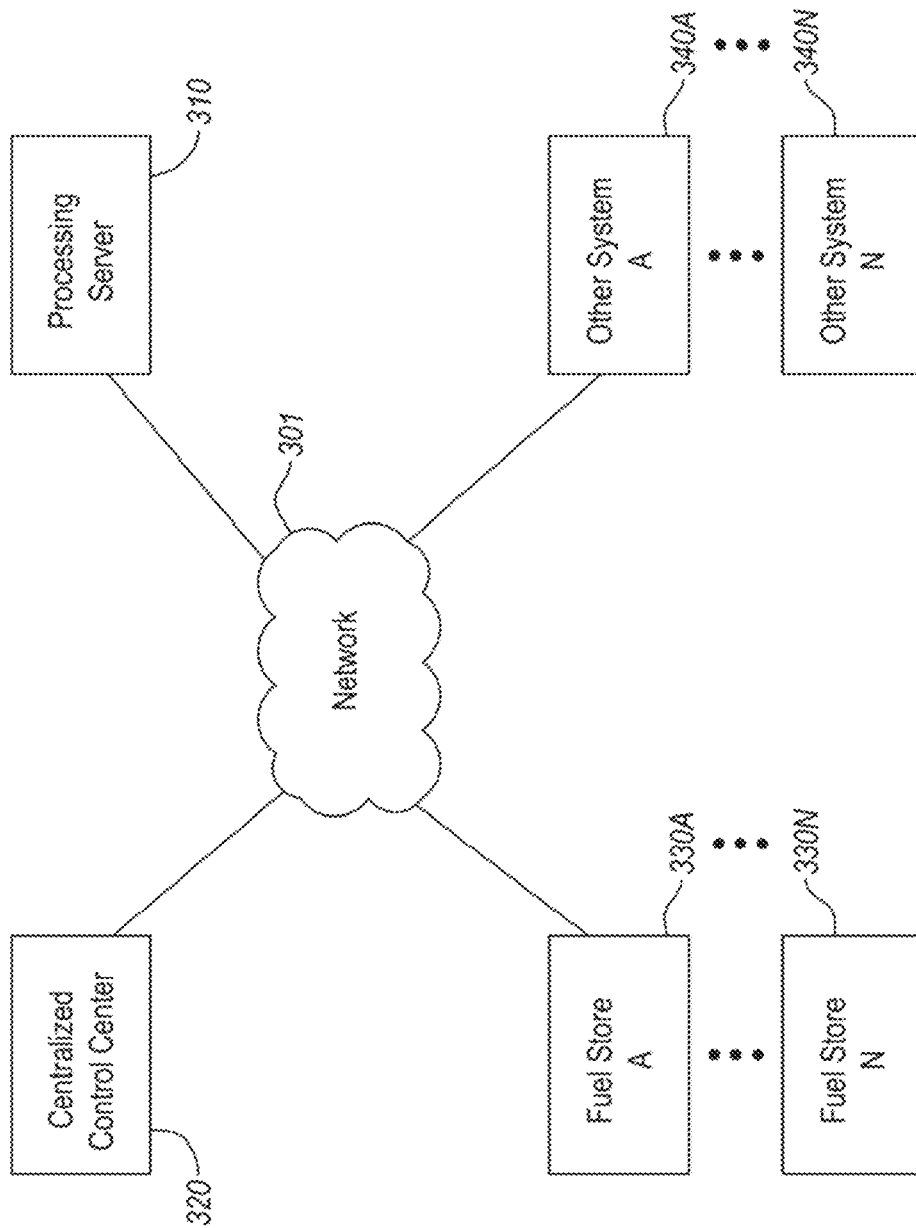 Centralized
Control Center
320
Processing
Server
310
Network
301
Fuel Store
A
330A
Fuel Store
N
330N
Other System
A
340A
Other System
N
340N